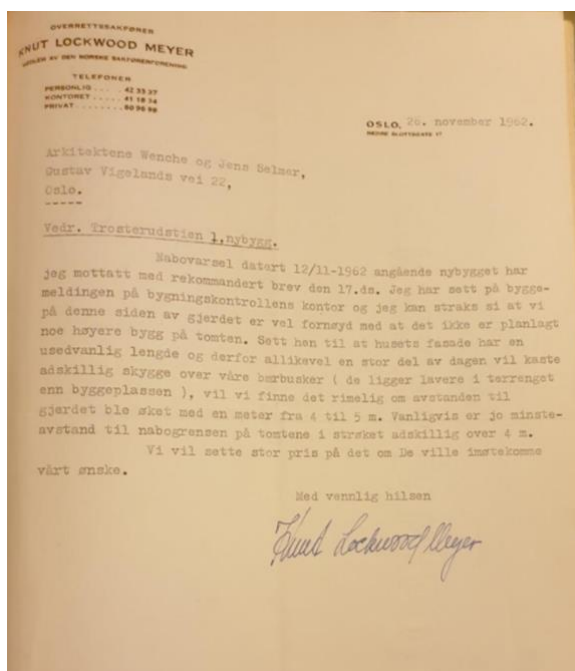 OVERRETTSSAKFØRER
KNUT LOCKWOOD MEYER
MEDLEM AV DEN NORSKE SAKFØRERFORENING
TELEFONER
PERSONLIG . . . . . 42 33 27
KONTORET . . . . . 41 18 34
PRIVAT . . . . . . . .
OSLO, 26. november 1962.
NEDRE SLOTTSGATE
Arkitektene Wenche og Jens Selmer,
Gustav Vigelands vei 22,
Oslo.
-----
Vedr. Trosterudstien 1, nybygg.
Nabovarsel datert 12/11-1962 angående nybygget har
jeg mottatt med rekommandert brev den 17.ds. Jeg har sett på bygge-
meldingen på bygningskontrollens kontor og jeg kan straks si at vi
på denne siden av gjerdet er vel fornøyd med at det ikke er planlagt
noe høyere bygg på tomten. Sett hen til at husets fasade har en
usedvanlig lengde og derfor allikevel en stor del av dagen vil kaste
adskillig skygge over våre bærbusker ( de ligger lavere i terrenget
enn byggeplassen ), vil vi finne det rimelig om avstanden til
gjerdet ble øket med en meter fra 4 til 5 m. Vanligvis er jo minste-
avstand til nabogrensen på tomtene i strøket adskillig over 4 m.
Vi vil sette stor pris på det om De ville imøtekomme
vårt ønske.
Med vennlig hilsen
Knut Lockwood Meyer